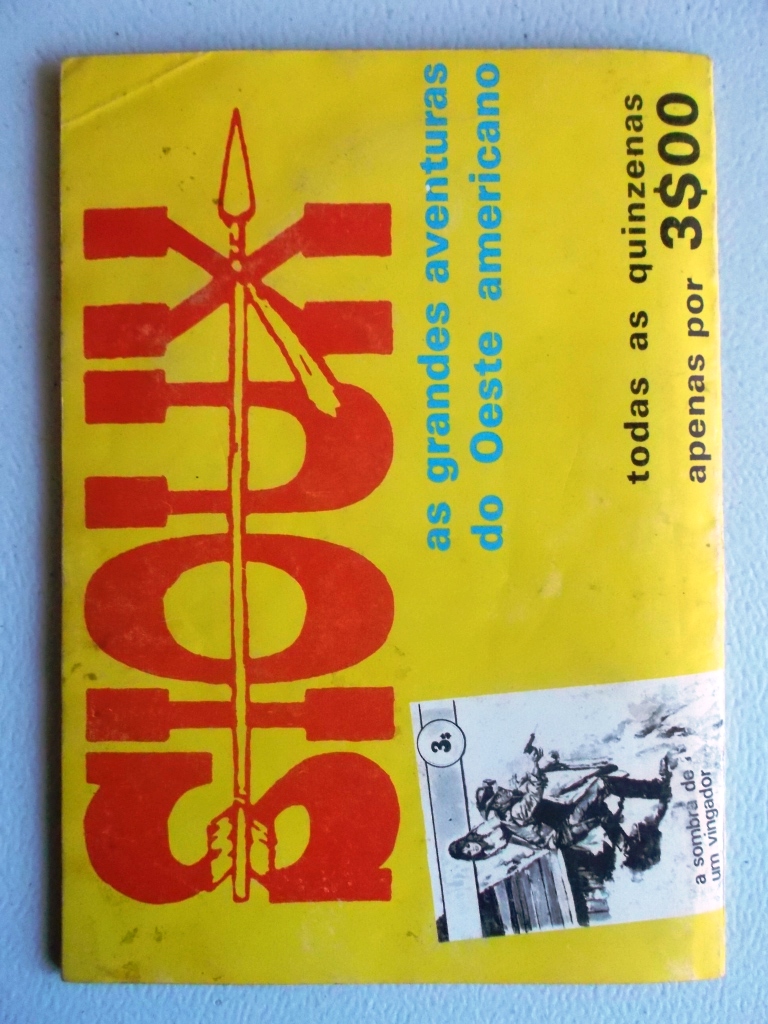 SIOUX
as grandes aventuras
do Oeste americano
todas as quinzenas
apenas por 3$00
3$
a sombra de
um vingador